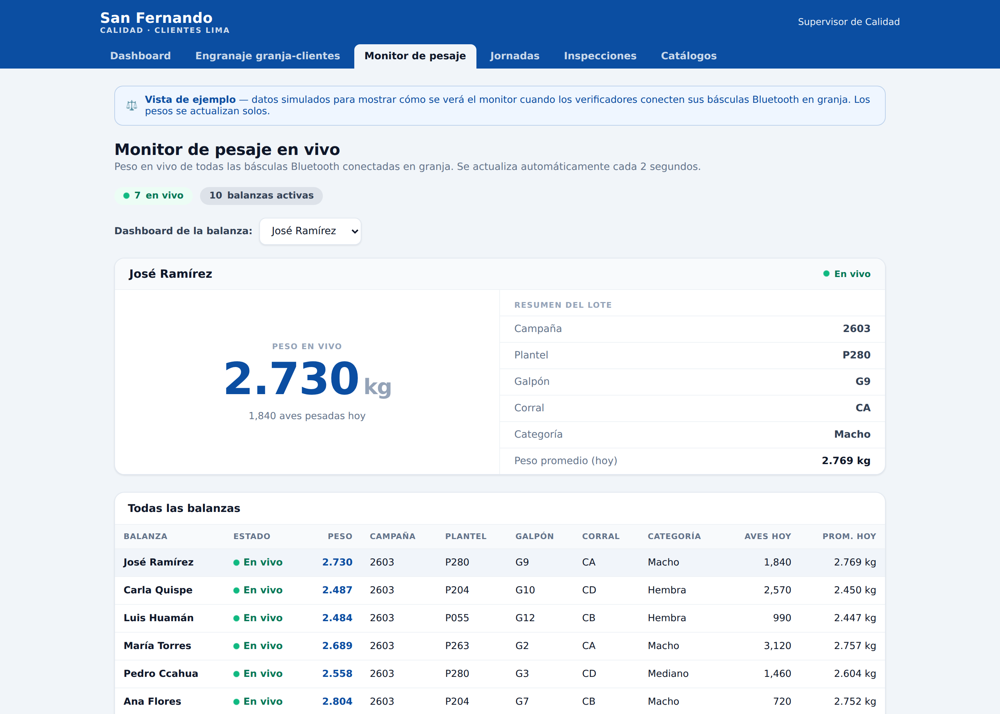 San Fernando
CALIDAD · CLIENTES LIMA
Supervisor de Calidad
Dashboard Engranaje granja-clientes Monitor de pesaje Jornadas Inspecciones Catálogos
Vista de ejemplo — datos simulados para mostrar cómo se verá el monitor cuando los verificadores conecten sus básculas Bluetooth en granja. Los
pesos se actualizan solos.
Monitor de pesaje en vivo
Peso en vivo de todas las básculas Bluetooth conectadas en granja. Se actualiza automáticamente cada 2 segundos.
7 en vivo 10 balanzas activas
Dashboard de la balanza: José Ramírez
José Ramírez En vivo
PESO EN VIVO
2.730 kg
1,840 aves pesadas hoy
RESUMEN DEL LOTE
Campaña 2603
Plantel P280
Galpón G9
Corral CA
Categoría Macho
Peso promedio (hoy) 2.769 kg
Todas las balanzas
BALANZA ESTADO PESO CAMPAÑA PLANTEL GALPÓN CORRAL CATEGORÍA AVES HOY PROM. HOY
José Ramírez En vivo 2.730 2603 P280 G9 CA Macho 1,840 2.769 kg
Carla Quispe En vivo 2.487 2603 P204 G10 CD Hembra 2,570 2.450 kg
Luis Huamán En vivo 2.484 2603 P055 G12 CB Hembra 990 2.447 kg
María Torres En vivo 2.689 2603 P263 G2 CA Macho 3,120 2.757 kg
Pedro Ccahua En vivo 2.558 2603 P280 G3 CD Mediano 1,460 2.604 kg
Ana Flores En vivo 2.804 2603 P204 G7 CB Macho 720 2.752 kg